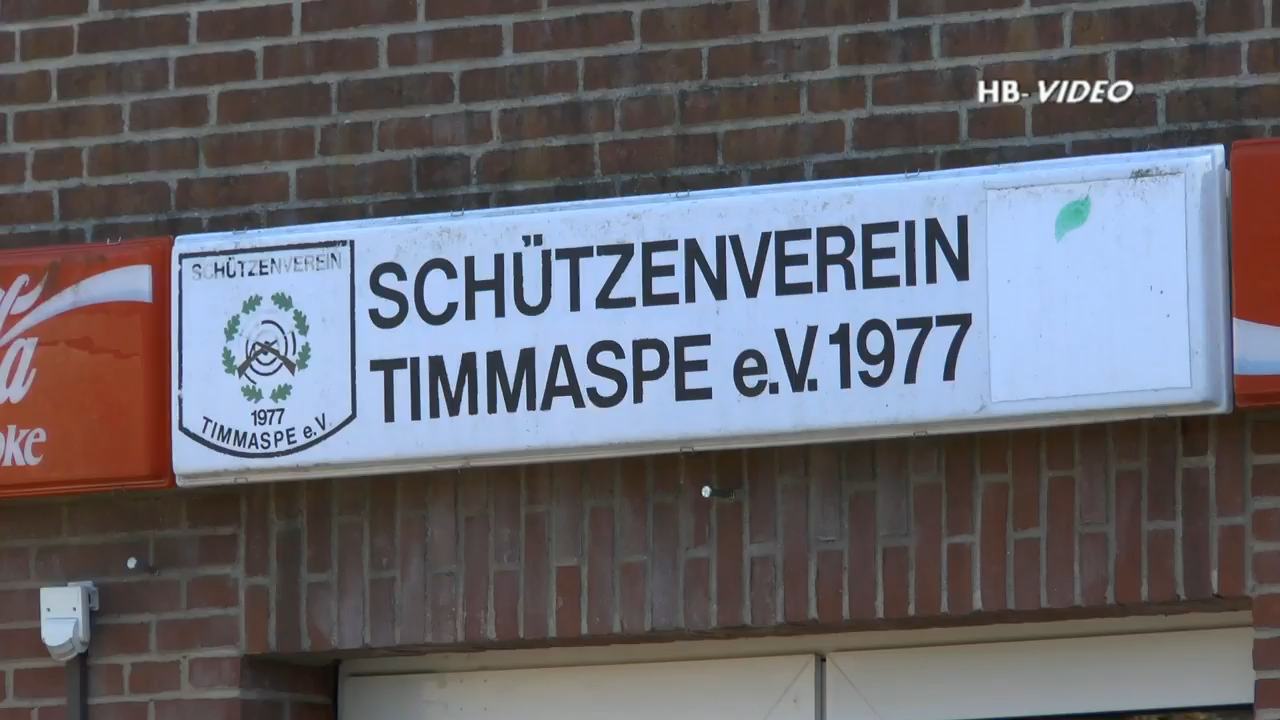 HB-VIDEO
SCHÜTZENVEREIN
TIMMASPE e.V. 1977
SCHÜTZENVEREIN
1977
TIMMASPE e.V